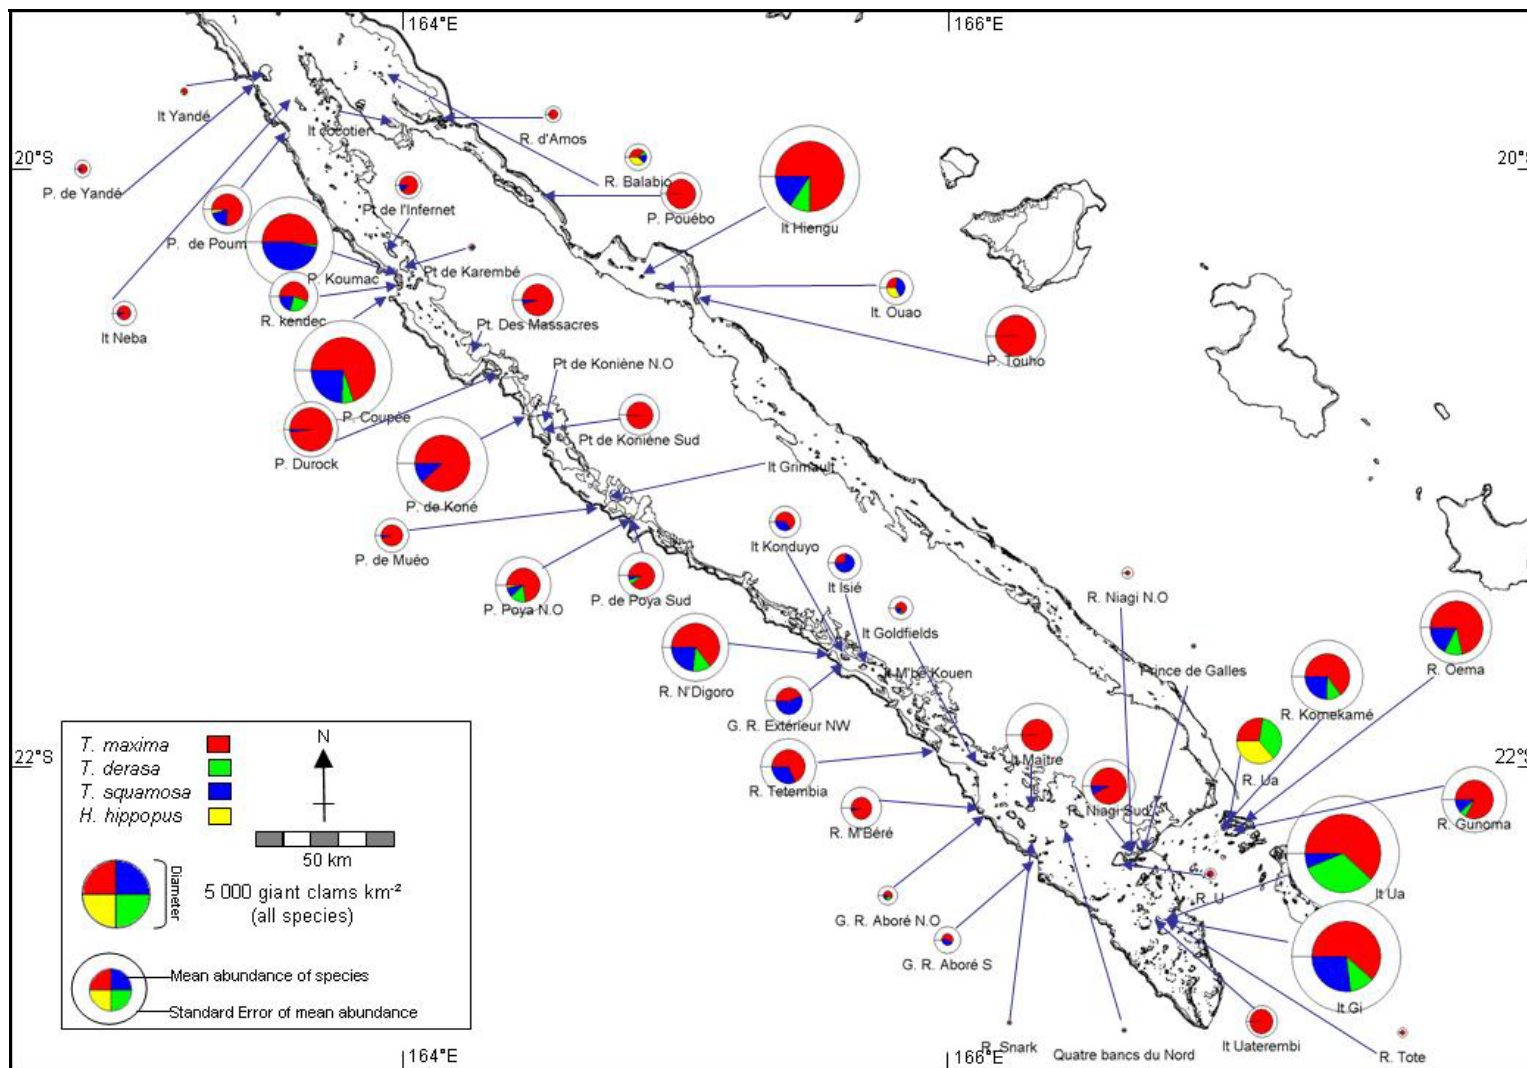 164°E
166°E
It Yandé
It cocotier
R. d'Amos
20°S
20°S
P. de Yandé
R. Balabio
Pt de l'Infernet
P. Pouébo
It Hiengu
P. de Poum
P. Koumac
Pt de Karembé
R. kendec
It. Ouao
It Neba
Pt. Des Massacres
P. Touho
Pt de Koniène N.O
P. Coupée
P. Durock
Pt de Koniène Sud
It Grimault
P. de Koné
It Konduyo
P. de Muéo
It Isié
P. Poya N.O
P. de Poya Sud
R. Niagi N.O
It Goldfields
It M'bé Kouen
Prince de Galles
R. Oema
R. N'Digoro
R. Komekamé
G. R. Extérieur NW
T. maxima
T. derasa
T. squamosa
H. hippopus
N
50 km
22°S
22°S
It Maître
R. Ua
R. Tetembia
R. Niagi Sud
R. M'Béré
R. Gunoma
Diameter
5 000 giant clams km-²
(all species)
R. U
It Ua
G. R. Aboré N.O
G. R. Aboré S
Mean abundance of species
Standard Error of mean abundance
It Gi
R. Snark
Quatre bancs du Nord
It Uaterembi
R. Tote
164°E
166°E